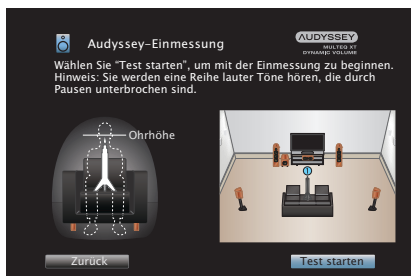 Audyssey-Einmessung
AUDYSSEY
MULTEQ XT
DYNAMIC VOLUME
Wählen Sie “Test starten”, um mit der Einmessung zu beginnen.
Hinweis: Sie werden eine Reihe lauter Töne hören, die durch
Pausen unterbrochen sind.
Ohrhöhe
Zurück
Test starten